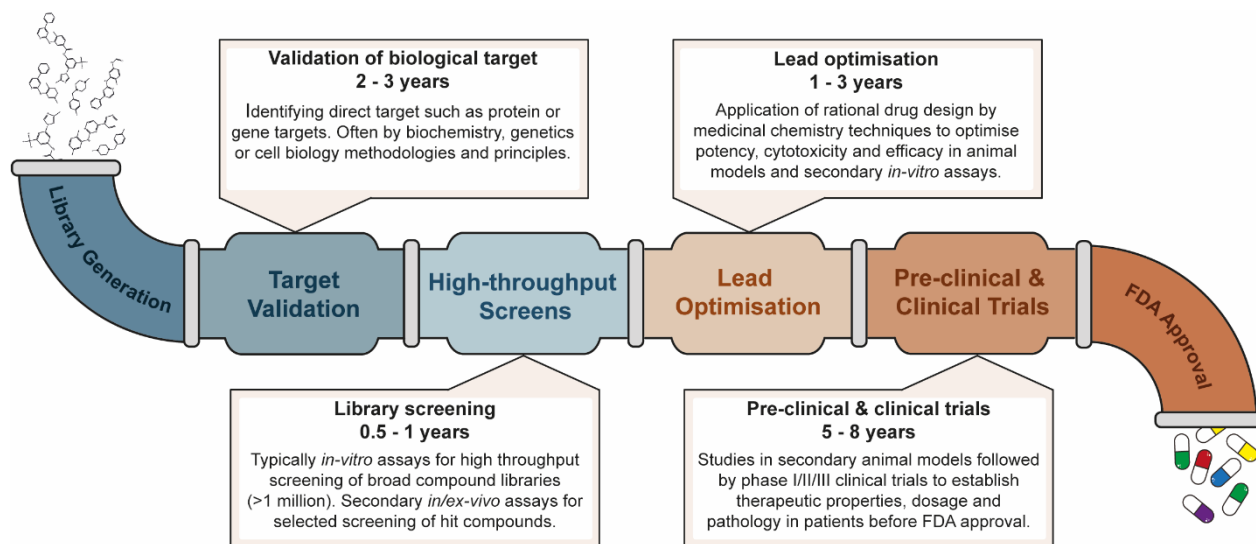 Validation of biological target
2 - 3 years
Identifying direct target such as protein or
gene targets. Often by biochemistry, genetics
or cell biology methodologies and principles.
Lead optimisation
1 - 3 years
Application of rational drug design by
medicinal chemistry techniques to optimise
potency, cytotoxicity and efficacy in animal
models and secondary in-vitro assays.
Library Generation
Target
Validation
High-throughput
Screens
Lead
Optimisation
Pre-clinical &
Clinical Trials
FDA Approval
Library screening
0.5 - 1 years
Typically in-vitro assays for high throughput
screening of broad compound libraries
(>1 million). Secondary in/ex-vivo assays for
selected screening of hit compounds.
Pre-clinical & clinical trials
5 - 8 years
Studies in secondary animal models followed
by phase I/II/III clinical trials to establish
therapeutic properties, dosage and
pathology in patients before FDA approval.